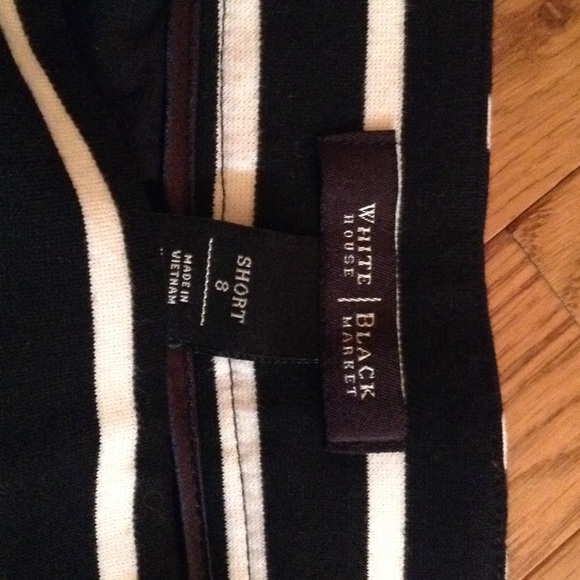 WHITE BLACK
HOUSE MARKET
SHORT
8
MADE IN
VIETNAM